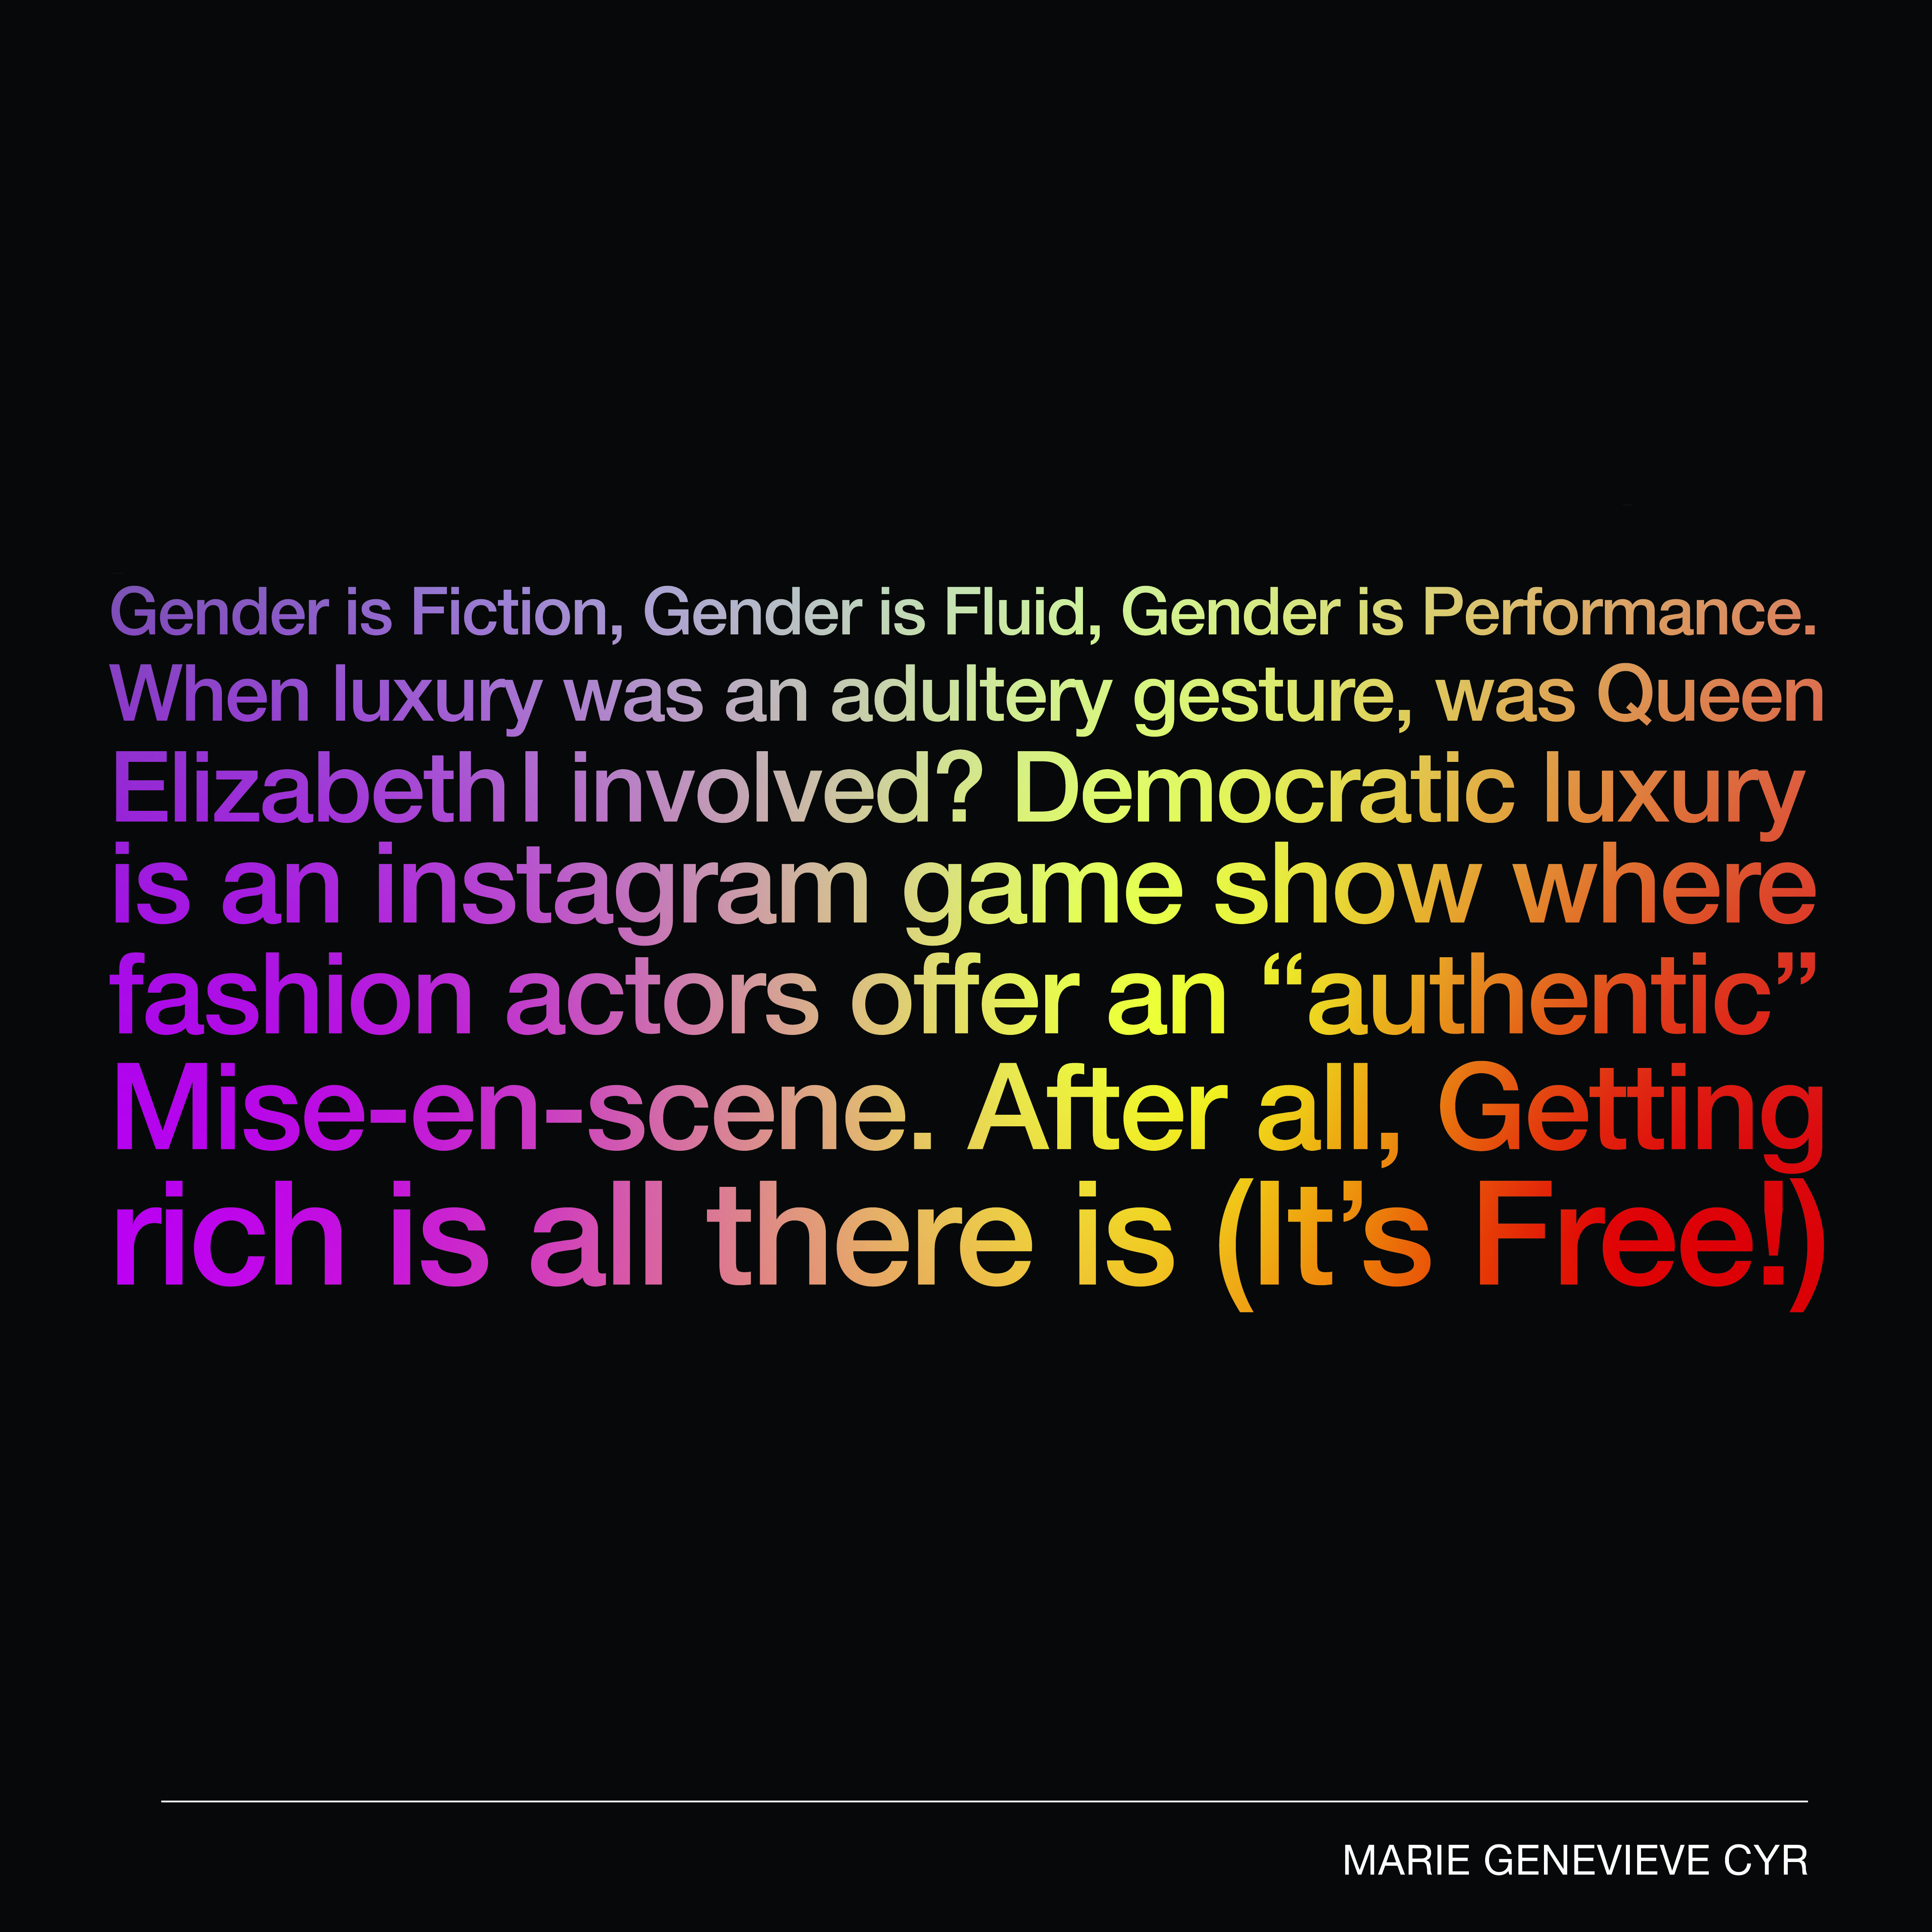 Gender is Fiction, Gender is Fluid, Gender is Performance.
When luxury was an adultery gesture, was Queen
Elizabeth I involved? Democratic luxury
is an instagram game show where
fashion actors offer an “authentic”
Mise-en-scene. After all, Getting
rich is all there is (It’s Free!)
MARIE GENEVIEVE CYR